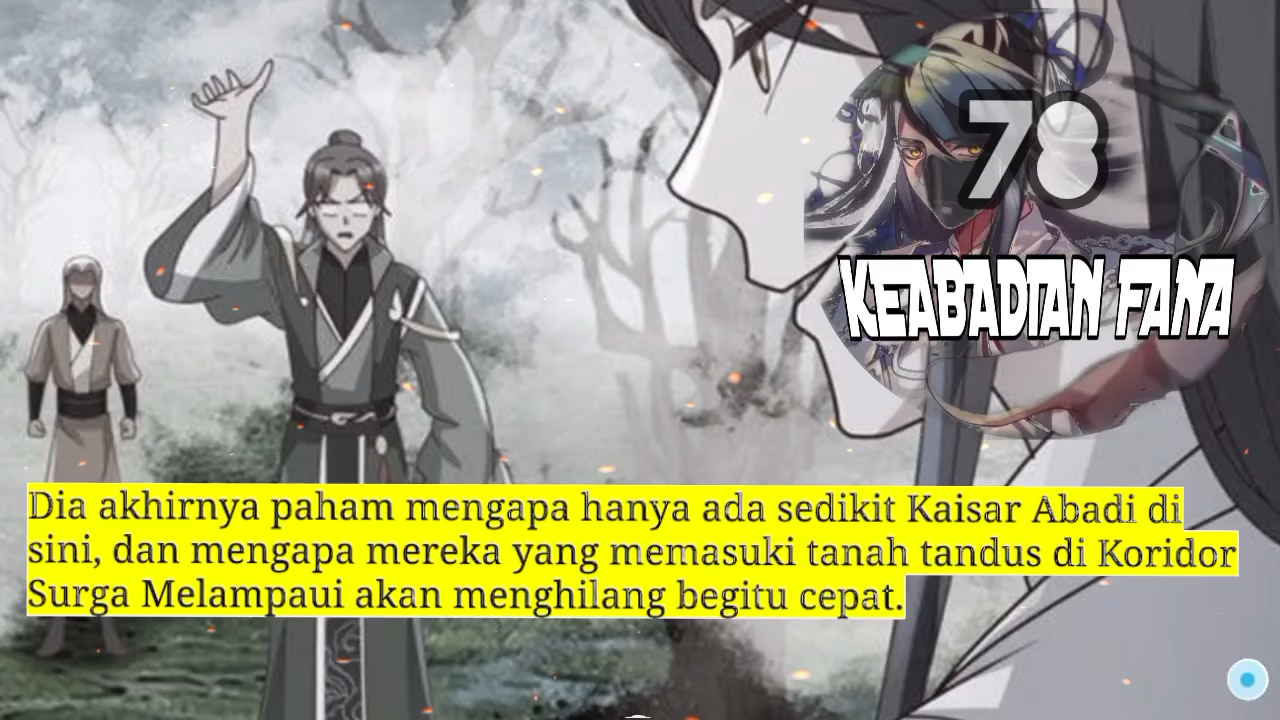 78
KEABADIAN FANA
Dia akhirnya paham mengapa hanya ada sedikit Kaisar Abadi di
sini, dan mengapa mereka yang memasuki tanah tandus di Koridor
Surga Melampaui akan menghilang begitu cepat.